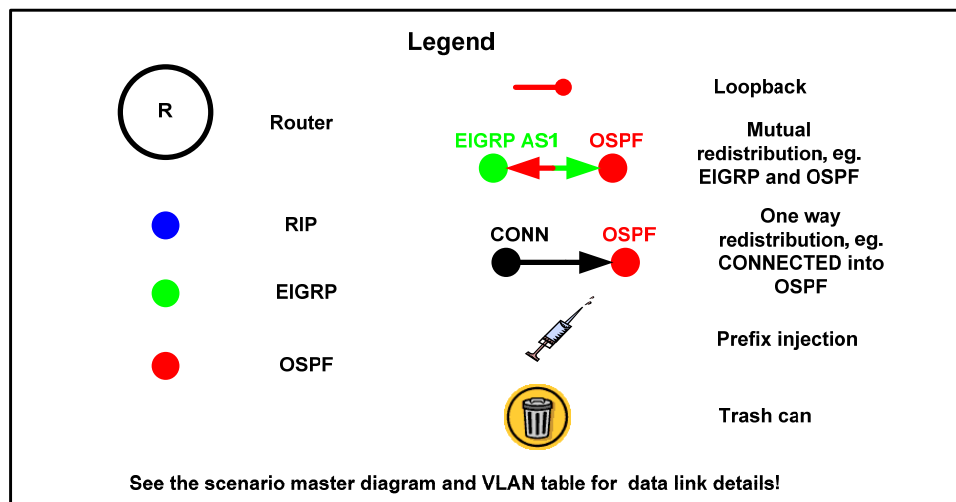 Legend
R
Router
RIP
EIGRP
OSPF
Loopback
EIGRP AS1 OSPF
Mutual
redistribution, eg.
EIGRP and OSPF
CONN OSPF
One way
redistribution, eg.
CONNECTED into
OSPF
Prefix injection
Trash can
See the scenario master diagram and VLAN table for data link details!